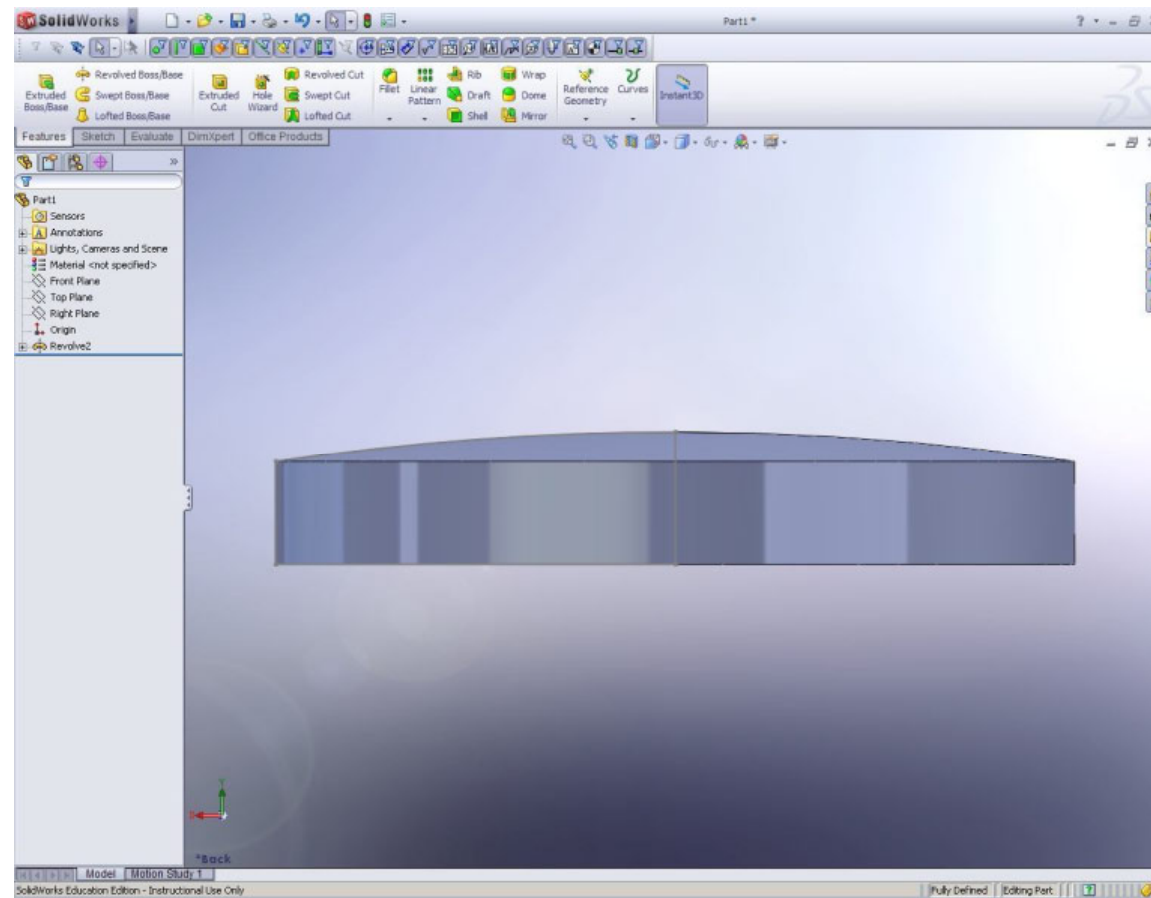 SolidWorks
Part1 *
?
Extruded Boss/Base
Revolved Boss/Base
Swept Boss/Base
Lofted Boss/Base
Extruded Cut
Hole Wizard
Revolved Cut
Swept Cut
Lofted Cut
Fillet
Linear Pattern
Rib
Draft
Shell
Wrap
Dome
Mirror
Reference Geometry
Curves
Instant3D
Features Sketch Evaluate DimXpert Office Products
Part1
Sensors
Annotations
Lights, Cameras and Scene
Material <not specified>
Front Plane
Top Plane
Right Plane
Origin
Revolve2
Y
*Back
Model Motion Study 1
SolidWorks Education Edition - Instructional Use Only
Fully Defined Editing Part